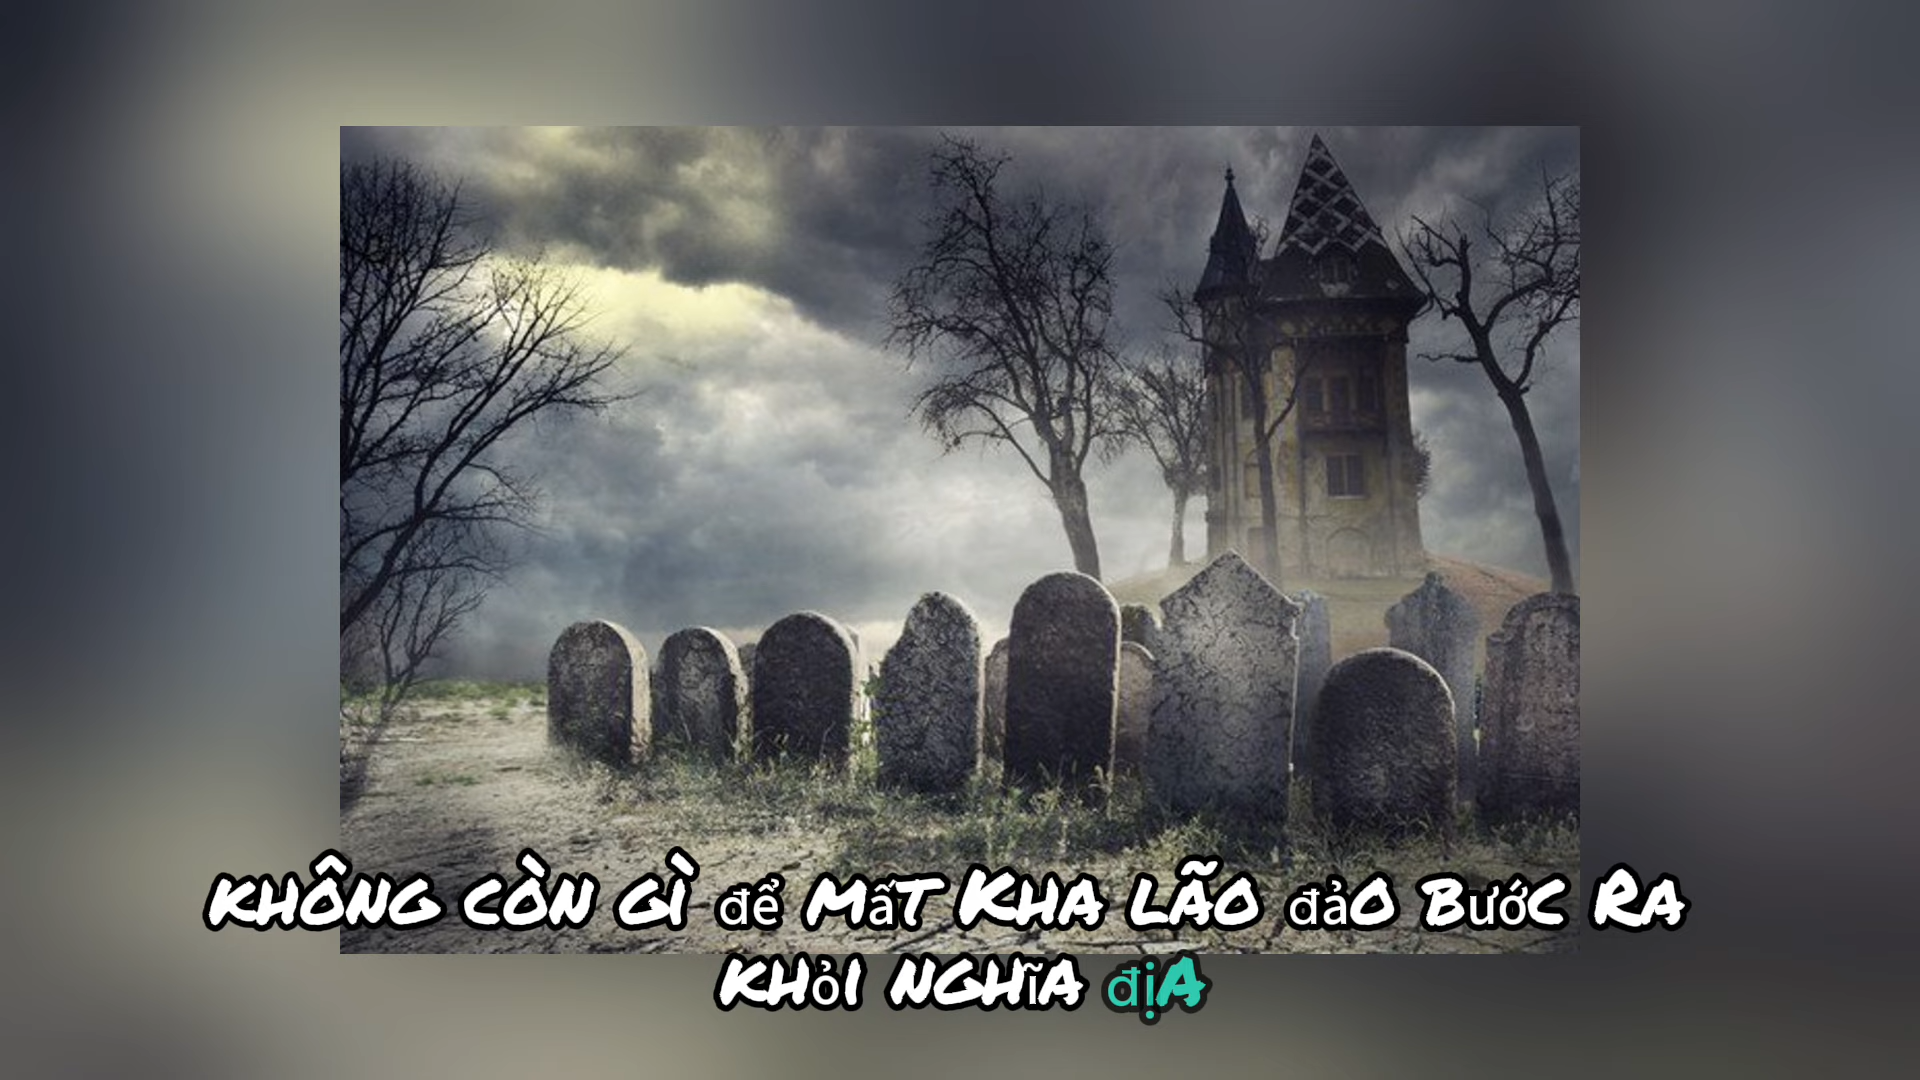 không còn gì để mất Kha lão đảo bước Ra
khỏi nghĩa địa